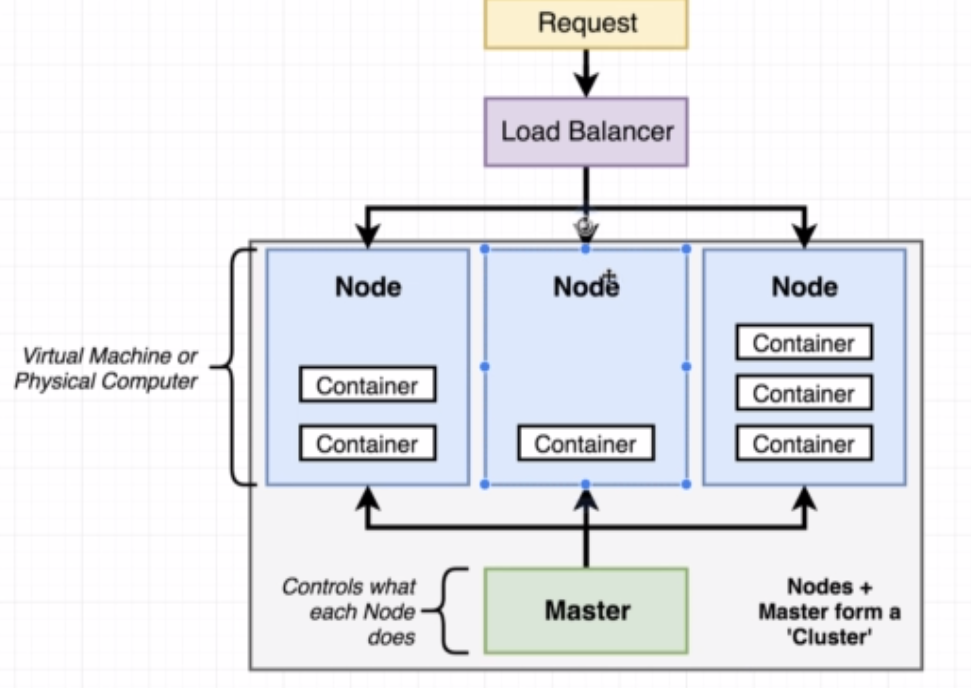 Request
Load Balancer
Node
Node
Node
Virtual Machine or
Physical Computer
Container
Container
Container
Container
Container
Container
Controls what
each Node
does
Master
Nodes +
Master form a
'Cluster'